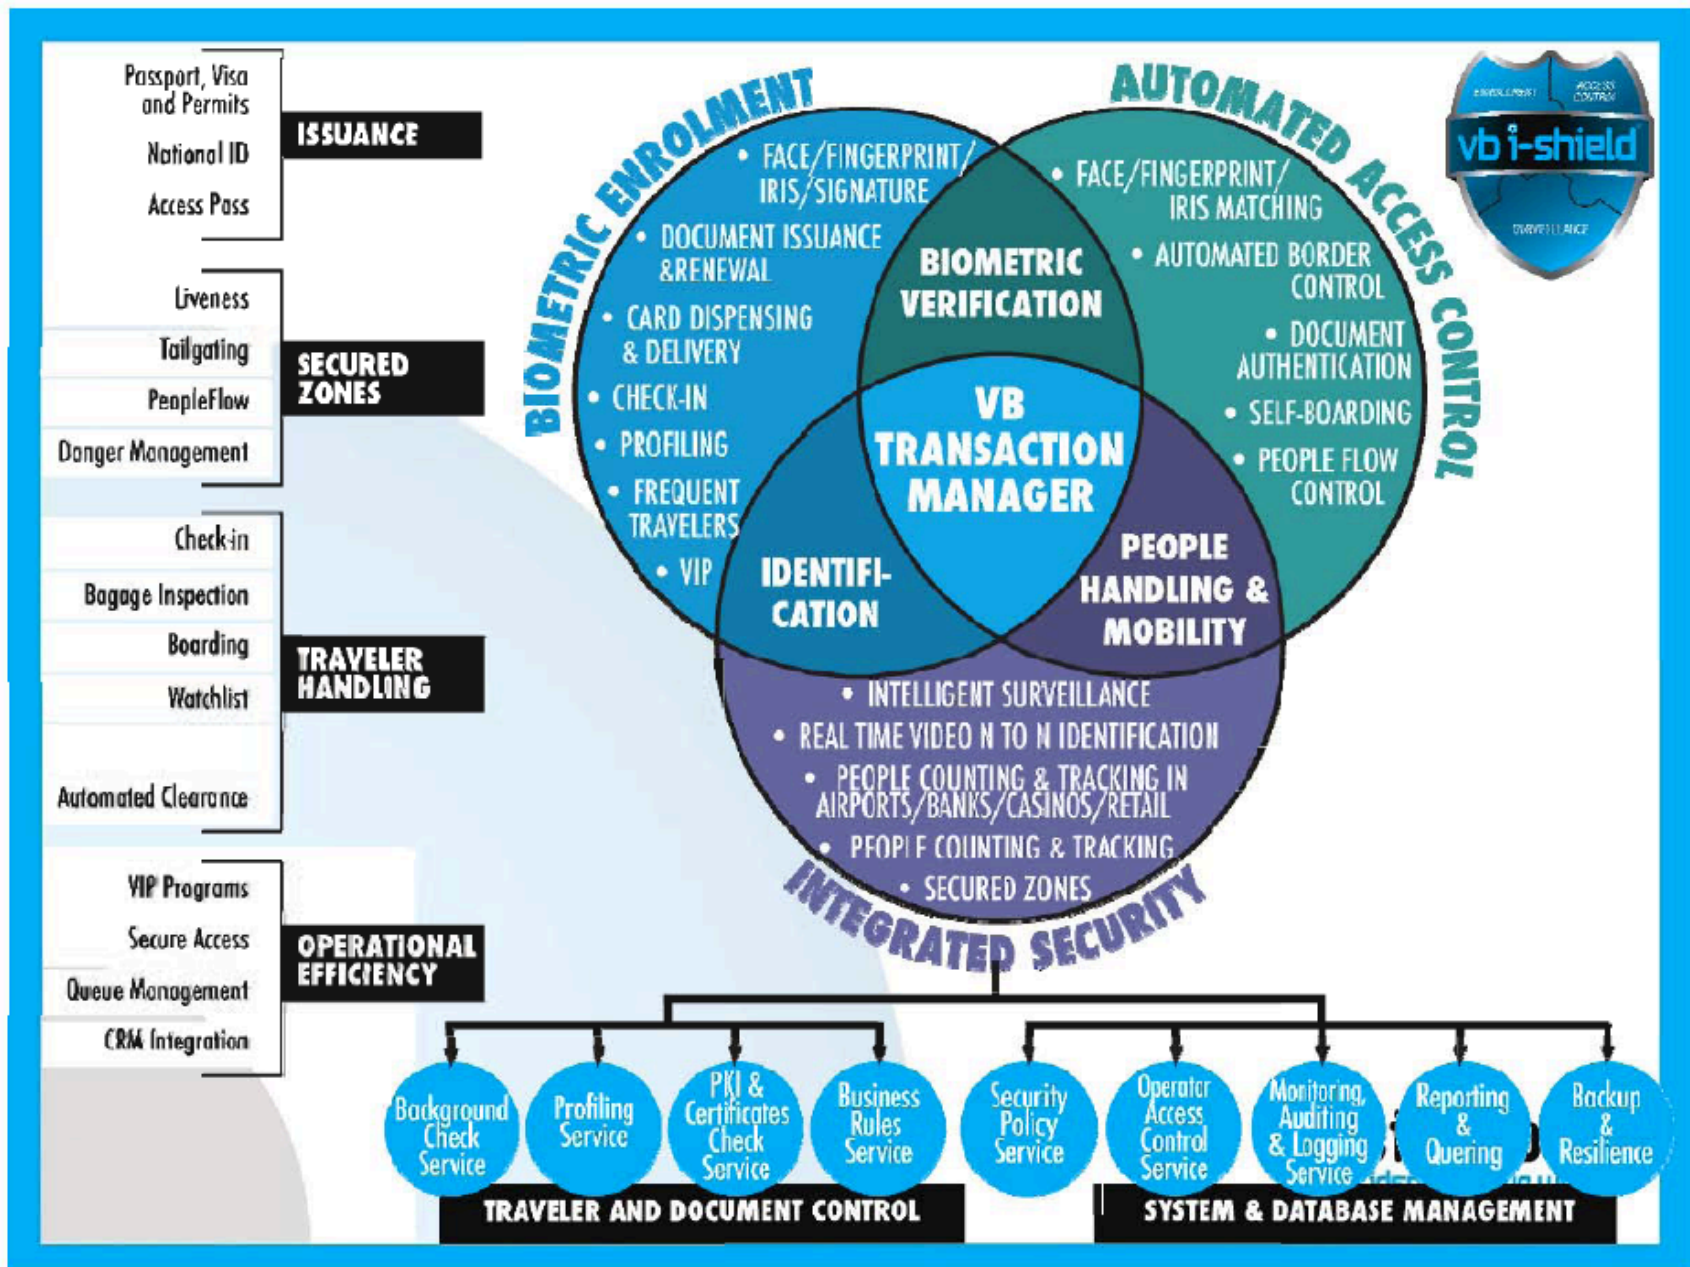 Passport, Visa
and Permits
National ID
Access Pass
ISSUANCE
Liveness
Tailgating
PeopleFlow
Danger Management
SECURED
ZONES
Check-in
Bagage Inspection
Boarding
Watchlist
Automated Clearance
TRAVELER
HANDLING
VIP Programs
Secure Access
Queue Management
CRM Integration
OPERATIONAL
EFFICIENCY
BIOMETRIC ENROLMENT
• FACE/FINGERPRINT/
IRIS/SIGNATURE
• DOCUMENT ISSUANCE
&RENEWAL
• CARD DISPENSING
& DELIVERY
• CHECK-IN
• PROFILING
• FREQUENT
TRAVELERS
• VIP
AUTOMATED ACCESS CONTROL
• FACE/FINGERPRINT/
IRIS MATCHING
• AUTOMATED BORDER
CONTROL
• DOCUMENT
AUTHENTICATION
• SELF-BOARDING
• PEOPLE FLOW
CONTROL
BIOMETRIC
VERIFICATION
VB
TRANSACTION
MANAGER
IDENTIFI-
CATION
PEOPLE
HANDLING &
MOBILITY
• INTELLIGENT SURVEILLANCE
• REAL TIME VIDEO N TO N IDENTIFICATION
• PEOPLE COUNTING & TRACKING IN
AIRPORTS/BANKS/CASINOS/RETAIL
• PEOPLE COUNTING & TRACKING
• SECURED ZONES
INTEGRATED SECURITY
ENROLMENT
ACCESS
CONTROL
vb i-shield
SURVEILLANCE
Background
Check
Service
Profiling
Service
PKI &
Certificates
Check
Service
Business
Rules
Service
Security
Policy
Service
Operator
Access
Control
Service
Monitoring,
Auditing
& Logging
Service
Reporting
&
Quering
Backup
&
Resilience
TRAVELER AND DOCUMENT CONTROL
SYSTEM & DATABASE MANAGEMENT